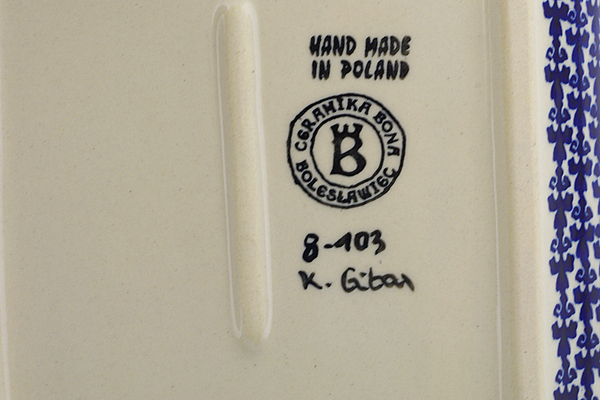 HAND MADE
IN POLAND
CERAMIKA BONA
BOLESŁAWIEC
B
8-103
K. Gibas